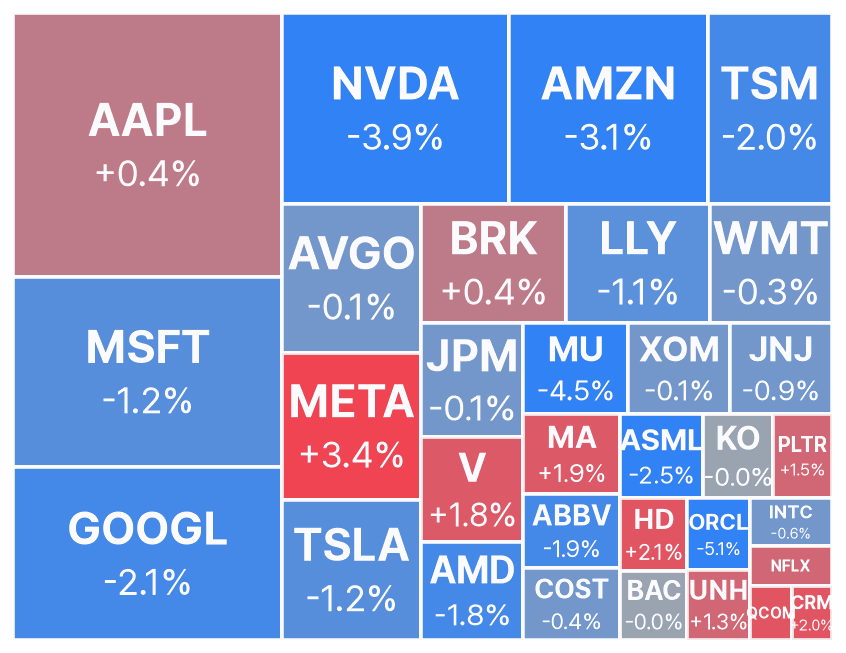 AAPL
+0.4%
MSFT
-1.2%
GOOGL
-2.1%
NVDA
-3.9%
AMZN
-3.1%
TSM
-2.0%
AVGO
-0.1%
META
+3.4%
TSLA
-1.2%
BRK
+0.4%
LLY
-1.1%
WMT
-0.3%
JPM
-0.1%
V
+1.8%
AMD
-1.8%
MU
-4.5%
XOM
-0.1%
JNJ
-0.9%
MA
+1.9%
ABBV
-1.9%
COST
-0.4%
ASML
-2.5%
KO
-0.0%
PLTR
+1.5%
HD
+2.1%
ORCL
-5.1%
BAC
-0.0%
UNH
+1.3%
INTC
-0.6%
NFLX
QCOM
CRM
+2.0%